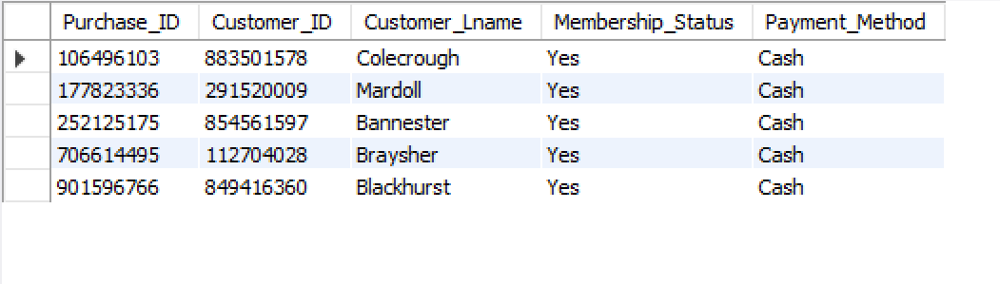 Purchase_ID Customer_ID Customer_Lname Membership_Status Payment_Method
106496103 883501578 Colecrough Yes Cash
177823336 291520009 Mardoll Yes Cash
252125175 854561597 Bannester Yes Cash
706614495 112704028 Braysher Yes Cash
901596766 849416360 Blackhurst Yes Cash